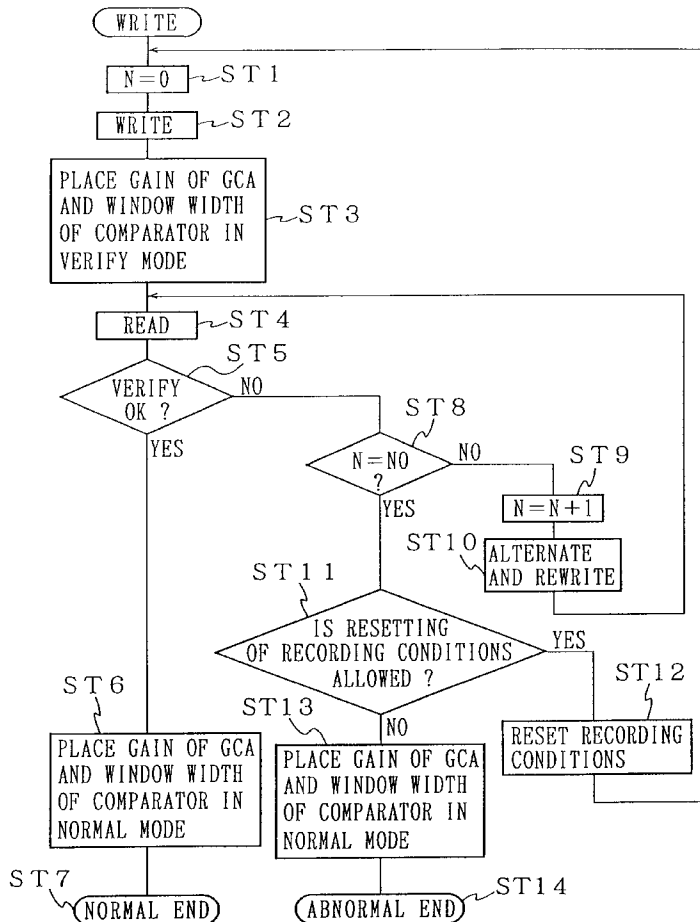 WRITE
N=0
ST1
WRITE
ST2
PLACE GAIN OF GCA
AND WINDOW WIDTH
OF COMPARATOR IN
VERIFY MODE
ST3
READ
ST4
VERIFY
OK ?
ST5
NO
YES
N=NO
?
ST8
NO
YES
N=N+1
ST9
ST10
ALTERNATE
AND REWRITE
ST11
IS RESETTING
OF RECORDING CONDITIONS
ALLOWED ?
YES
NO
ST12
RESET RECORDING
CONDITIONS
ST6
PLACE GAIN OF GCA
AND WINDOW WIDTH
OF COMPARATOR IN
NORMAL MODE
ST13
PLACE GAIN OF GCA
AND WINDOW WIDTH
OF COMPARATOR IN
NORMAL MODE
ST7
NORMAL END
ABNORMAL END
ST14